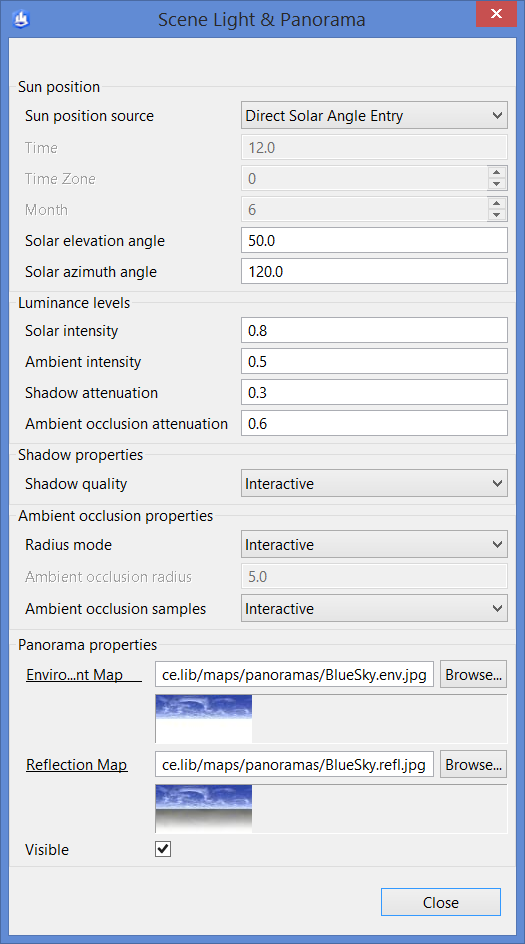 Scene Light & Panorama
Sun position
Sun position source Direct Solar Angle Entry
Time 12.0
Time Zone 0
Month 6
Solar elevation angle 50.0
Solar azimuth angle 120.0
Luminance levels
Solar intensity 0.8
Ambient intensity 0.5
Shadow attenuation 0.3
Ambient occlusion attenuation 0.6
Shadow properties
Shadow quality Interactive
Ambient occlusion properties
Radius mode Interactive
Ambient occlusion radius 5.0
Ambient occlusion samples Interactive
Panorama properties
Enviro...nt Map ce.lib/maps/panoramas/BlueSky.env.jpg Browse...
Reflection Map ce.lib/maps/panoramas/BlueSky.refl.jpg Browse...
Visible
Close